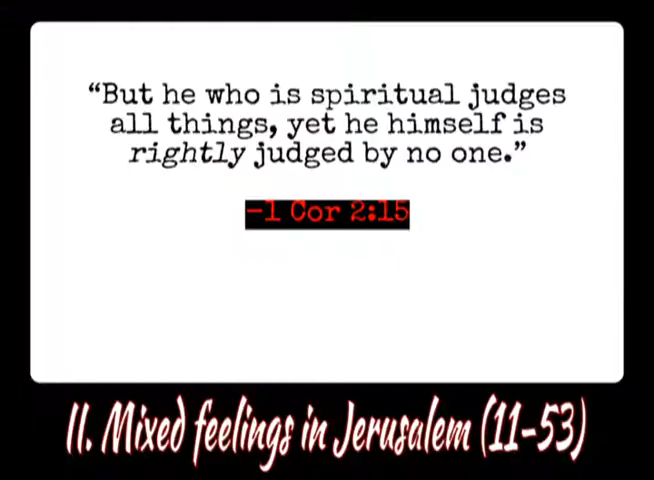 “But he who is spiritual judges
all things, yet he himself is
rightly judged by no one.”
–1 Cor 2:15
II. Mixed feelings in Jerusalem (11-53)